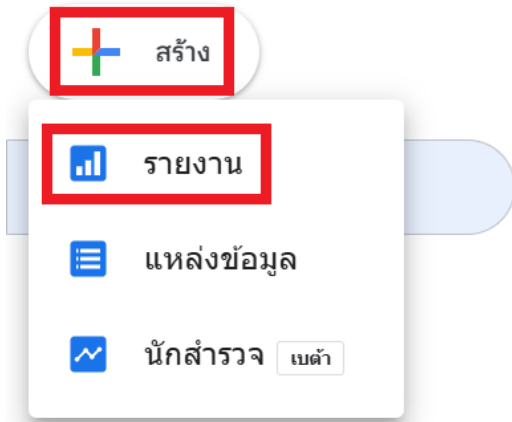 สร้าง
รายงาน
แหล่งข้อมูล
นักสำรวจ เบต้า